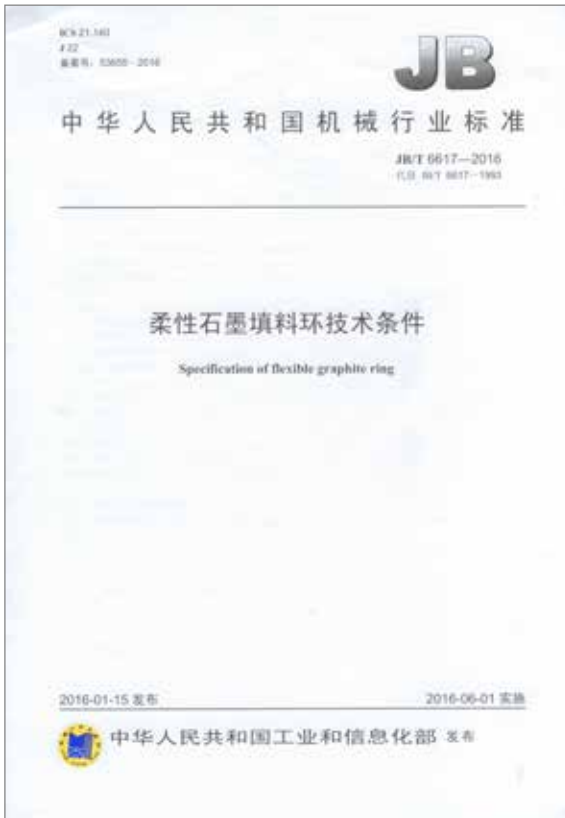 ICS 21.140
J 22
备案号：53655—2016
JB
中华人民共和国机械行业标准
JB/T 6617—2016
代替 JB/T 6617—1993
柔性石墨填料环技术条件
Specification of flexible graphite ring
2016-01-15 发布
2016-06-01 实施
中华人民共和国工业和信息化部 发布